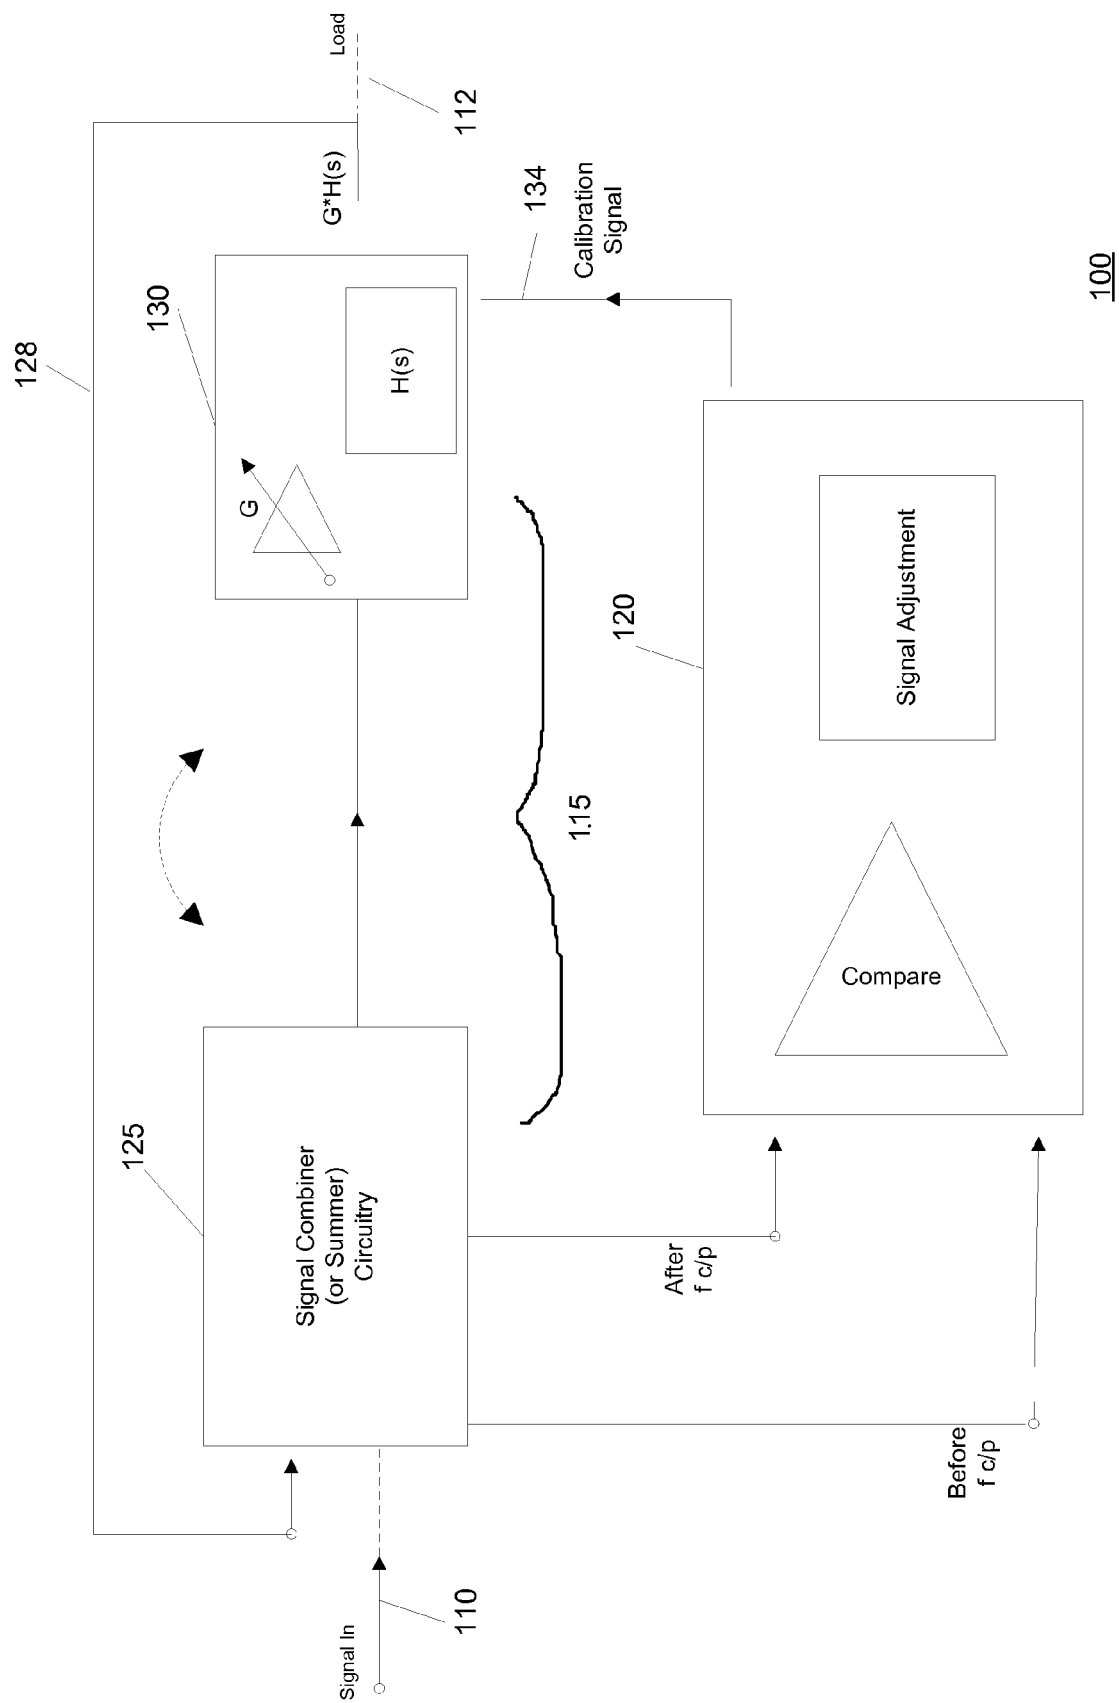 128
Load
112
G*H(s)
130
G
H(s)
134
Calibration
Signal
125
Signal Combiner
(or Summer)
Circuitry
115
Signal In
110
After
f c/p
Before
f c/p
120
Compare
Signal Adjustment
100